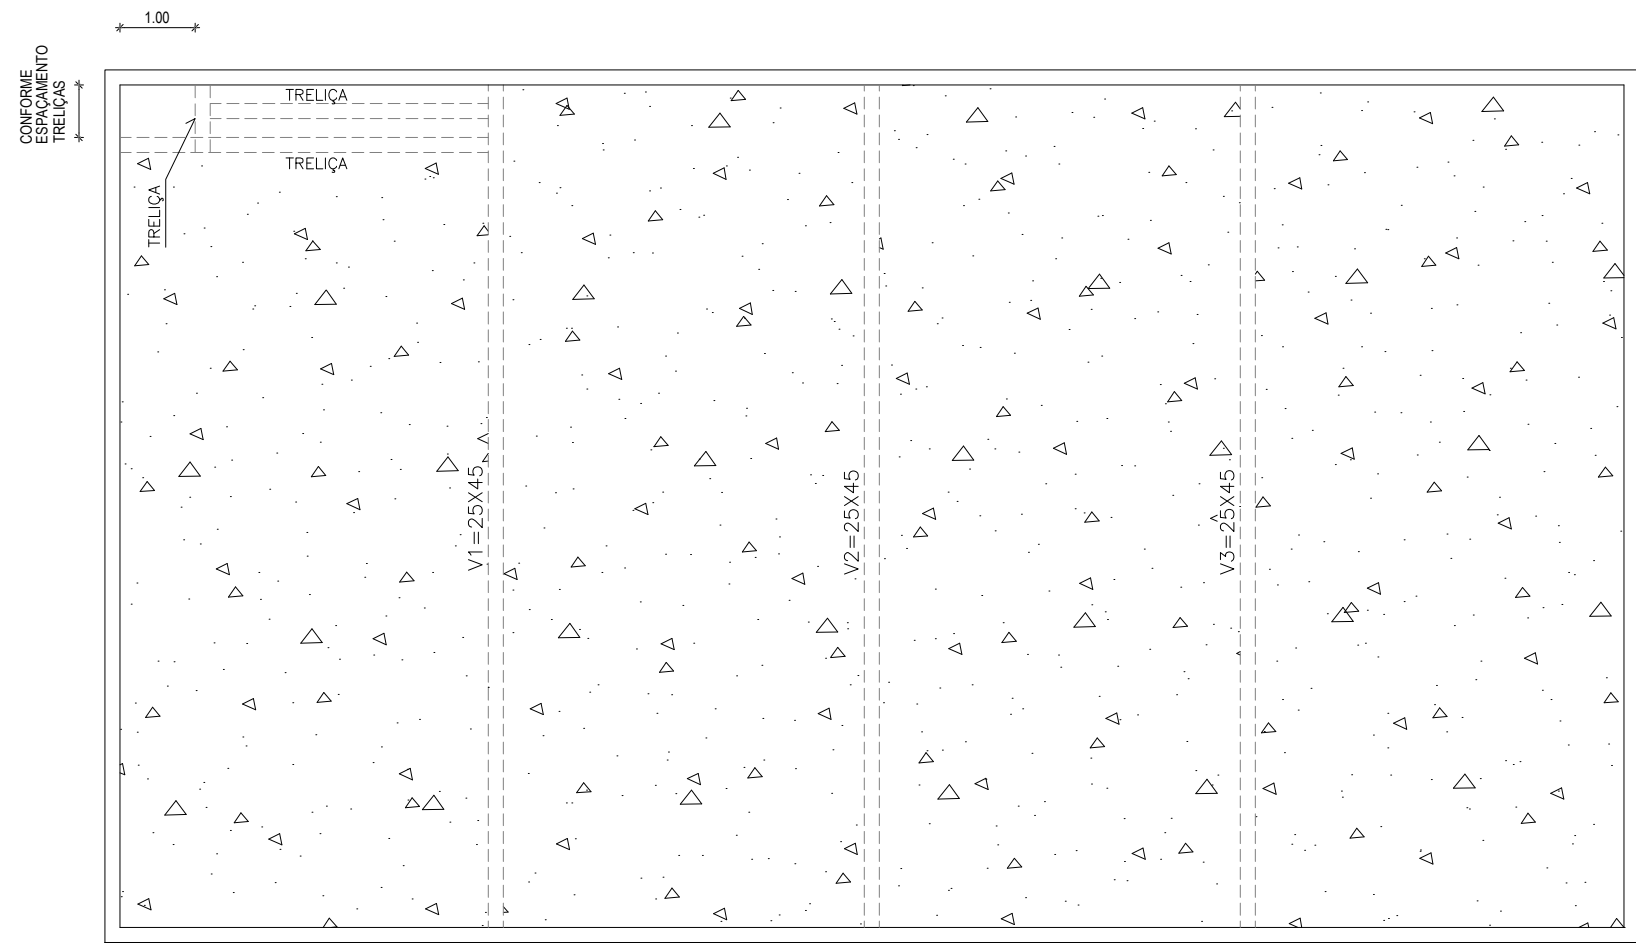 1.00
CONFORME
ESPAÇAMENTO
TRELIÇAS
TRELIÇA
TRELIÇA
TRELIÇA
V1=25X45
V2=25X45
V3=25X45